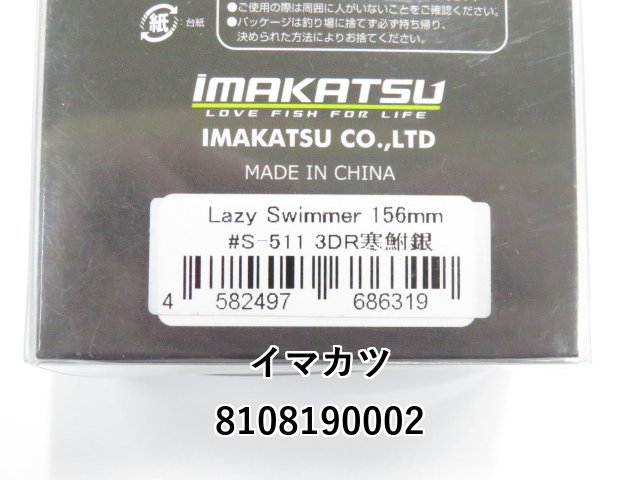 ●ご使用の際は周囲に人がいないことをご確認ください。
●パッケージは釣り場に捨てず必ず持ち帰り、
決められた方法によりお捨てください。
紙
:台紙
imakatsu
LOVE FISH FOR LIFE
IMAKATSU CO.,LTD
MADE IN CHINA
Lazy Swimmer 156mm
#S-511 3DR寒鮒銀
4 582497 686319
イマカツ
8108190002